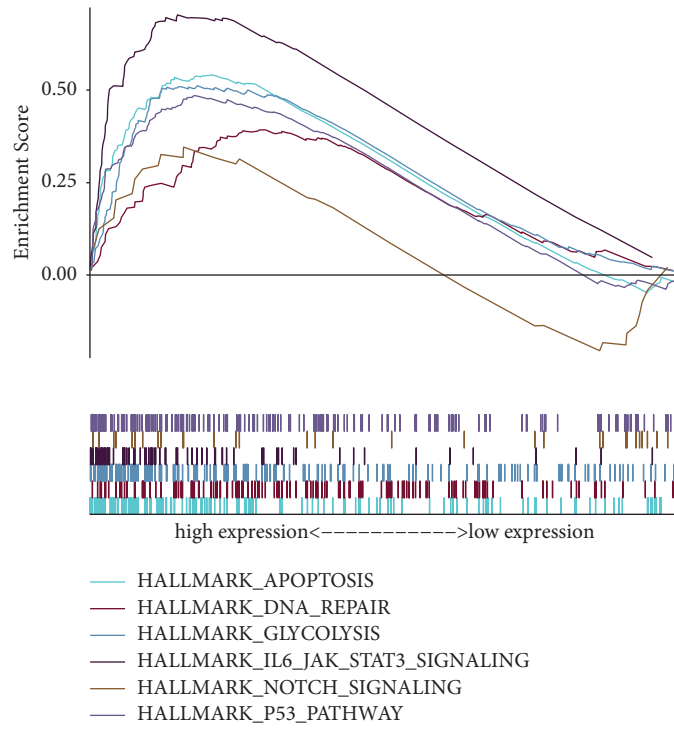 Enrichment Score
0.50
0.25
0.00
high expression<----------->low expression
HALLMARK_APOPTOSIS
HALLMARK_DNA_REPAIR
HALLMARK_GLYCOLYSIS
HALLMARK_IL6_JAK_STAT3_SIGNALING
HALLMARK_NOTCH_SIGNALING
HALLMARK_P53_PATHWAY